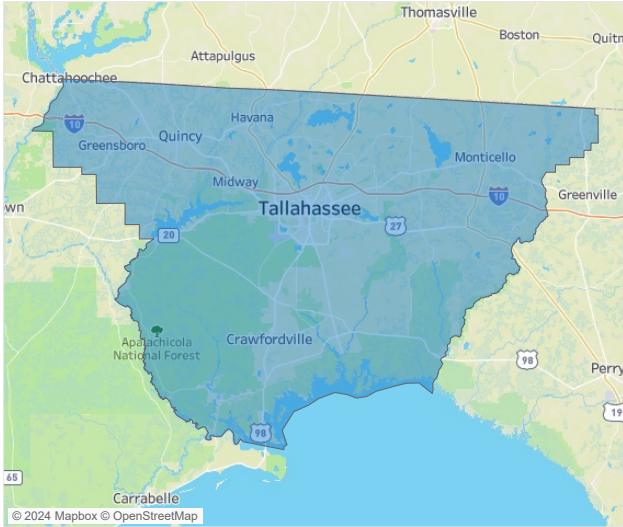 Thomasville
Boston
Quitm
Attapulgus
Chattahoochee
Havana
10
Quincy
Greensboro
Monticello
Midway
10
Greenville
Tallahassee
own
27
20
Crawfordville
Apalachicola
National Forest
98
Perry
19
98
65
Carrabelle
© 2024 Mapbox © OpenStreetMap